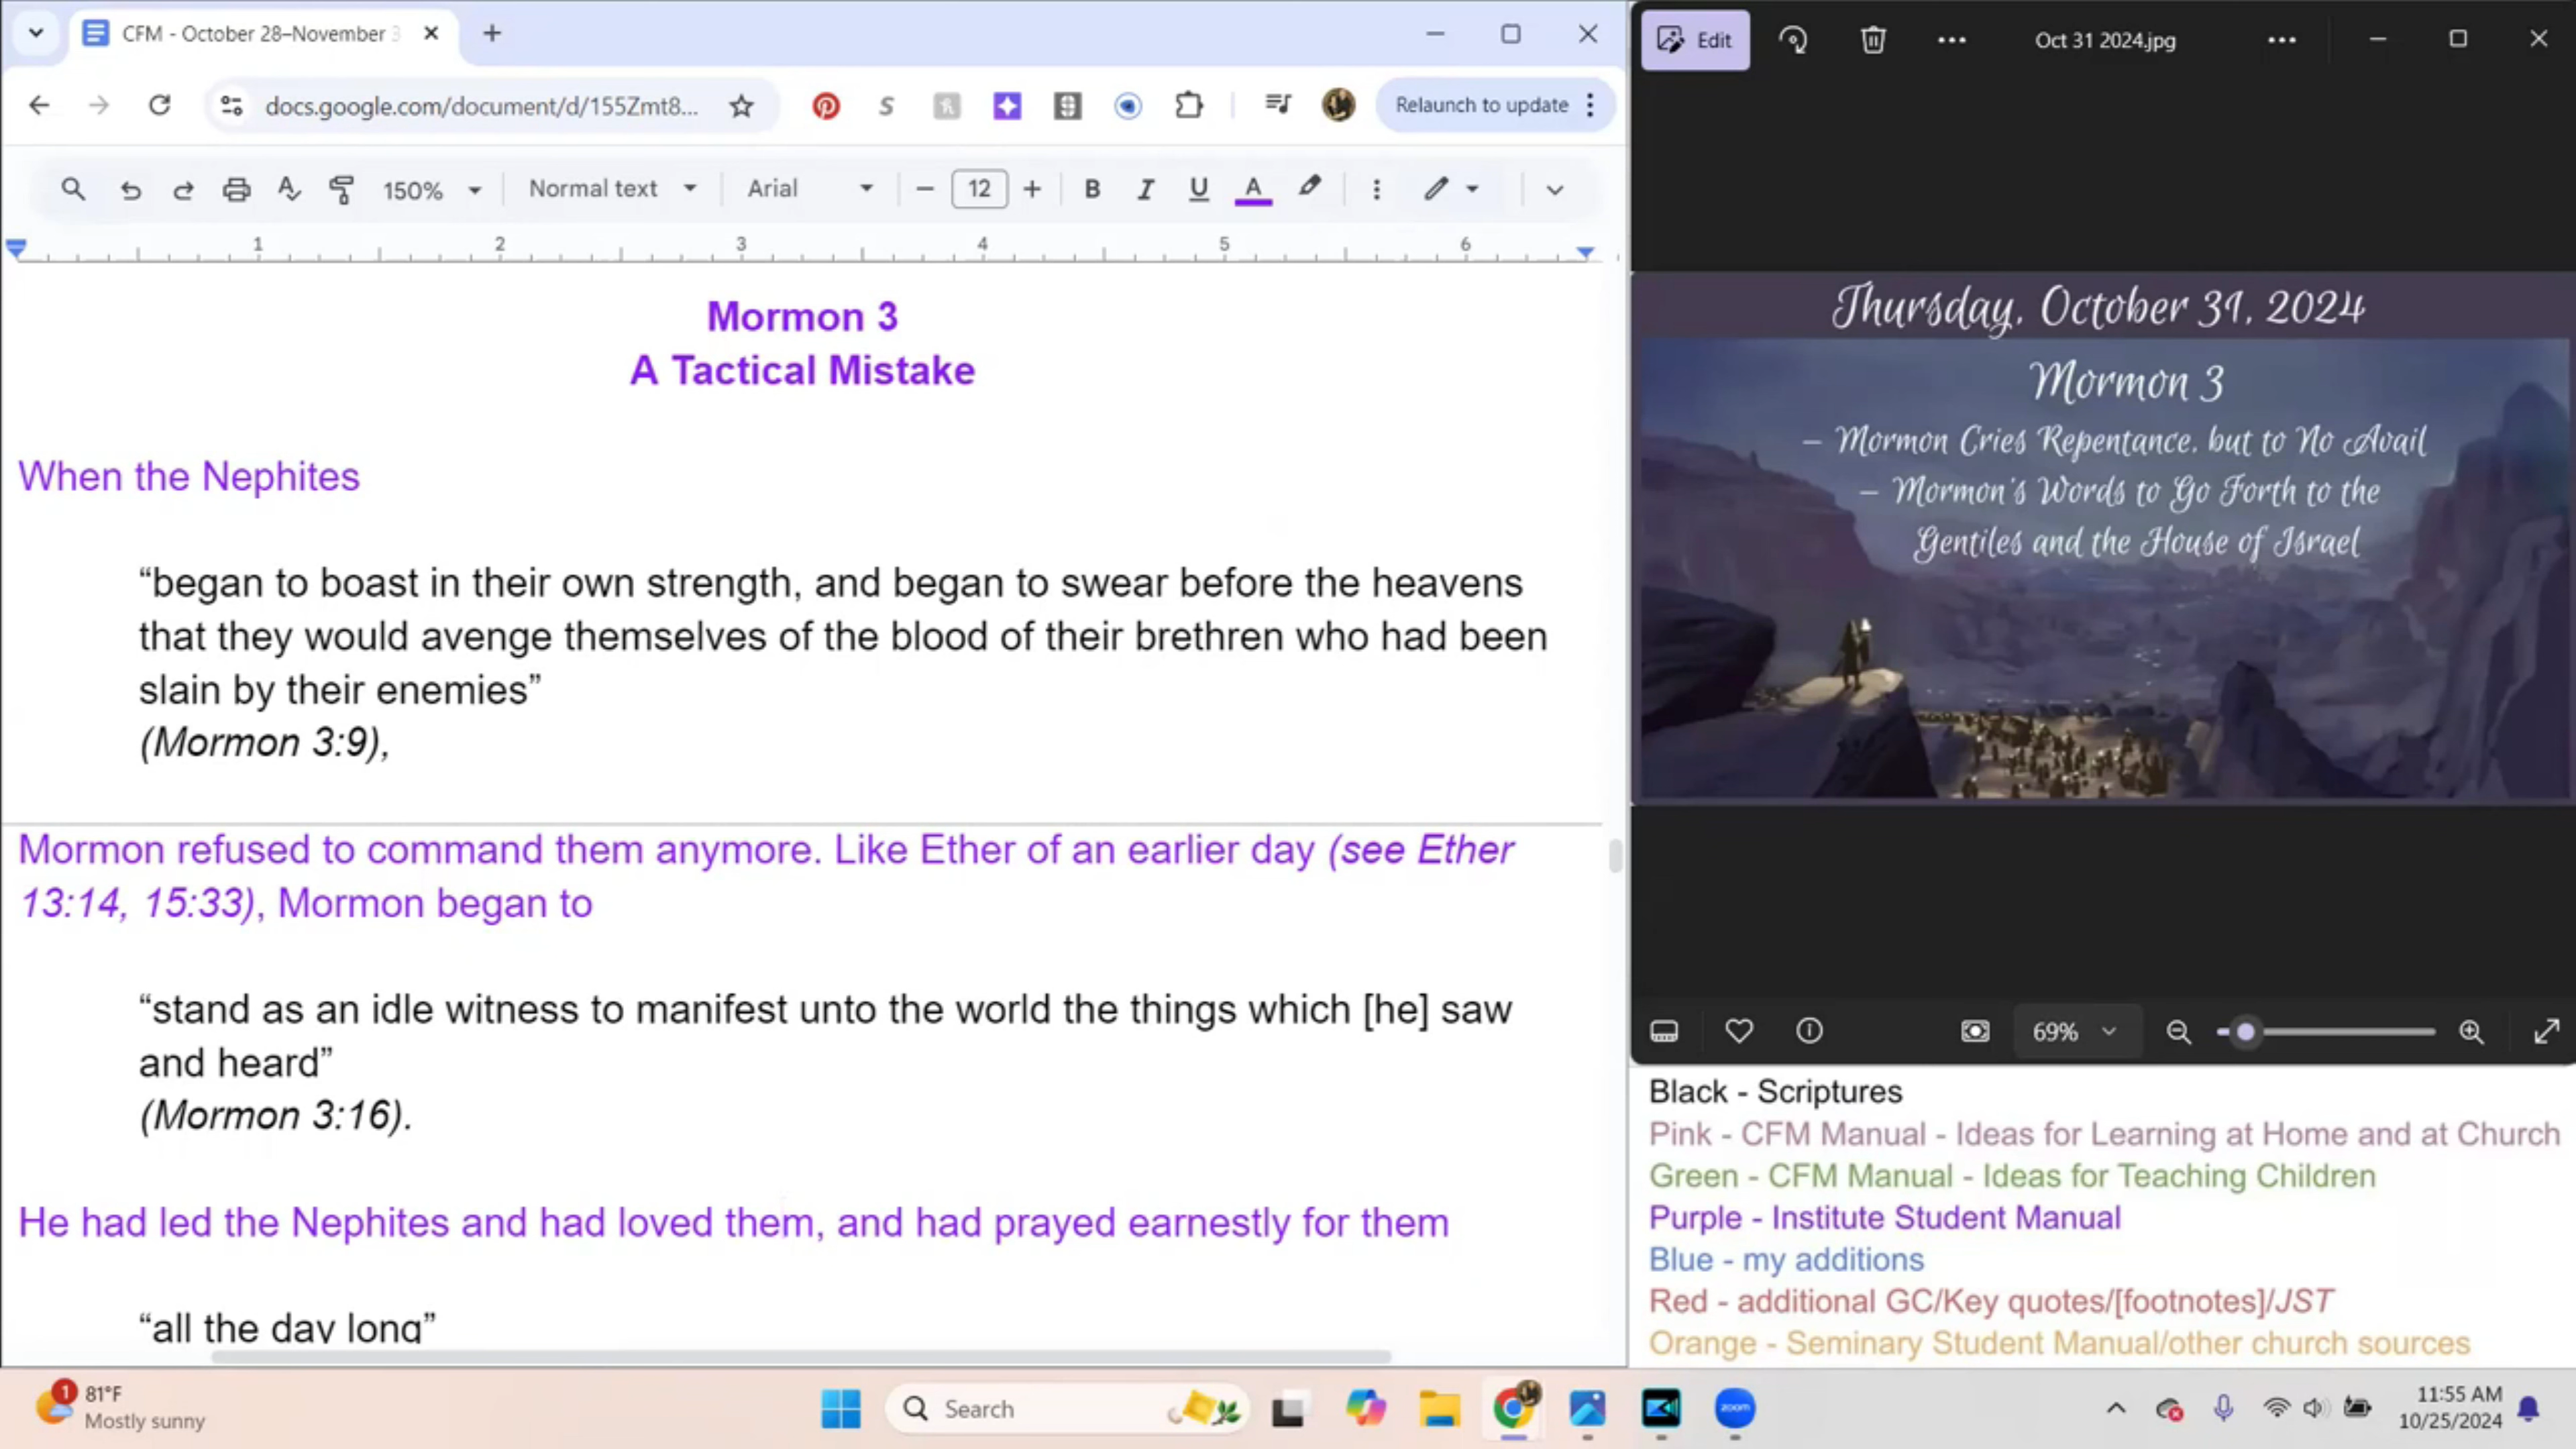 CFM - October 28–November 3
docs.google.com/document/d/155Zmt8...
Relaunch to update
150%
Normal text
Arial
12
B I U A
1 2 3 4 5 6
Mormon 3
A Tactical Mistake
When the Nephites
“began to boast in their own strength, and began to swear before the heavens
that they would avenge themselves of the blood of their brethren who had been
slain by their enemies”
(Mormon 3:9),
Mormon refused to command them anymore. Like Ether of an earlier day (see Ether
13:14, 15:33), Mormon began to
“stand as an idle witness to manifest unto the world the things which [he] saw
and heard”
(Mormon 3:16).
He had led the Nephites and had loved them, and had prayed earnestly for them
“all the day long”
Edit
Oct 31 2024.jpg
Thursday, October 31, 2024
Mormon 3
– Mormon Cries Repentance, but to No Avail
– Mormon's Words to Go Forth to the
Gentiles and the House of Israel
69%
Black - Scriptures
Pink - CFM Manual - Ideas for Learning at Home and at Church
Green - CFM Manual - Ideas for Teaching Children
Purple - Institute Student Manual
Blue - my additions
Red - additional GC/Key quotes/[footnotes]/JST
Orange - Seminary Student Manual/other church sources
1
81°F
Mostly sunny
Search
zoom
11:55 AM
10/25/2024